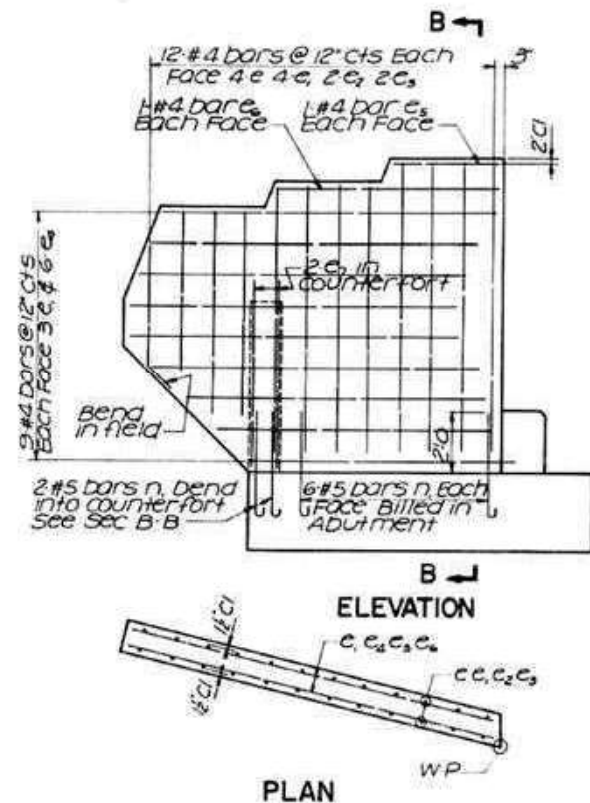 B
3"
12-#4 bars @ 12" Cts Each
Face 4 e 4 e, 2 e₂ 2 e₃
1-#4 bar e₆
Each Face
1-#4 bar e₅
Each Face
2" Cl
9-#4 bars @ 12" Cts
Each Face 3 e, & 6 e₄
2 e₇ in
counterfort
Bend
in field
2'-0
2-#5 bars n, bend
into counterfort
See Sec B-B
6-#5 bars n, Each
Face Billed in
Abutment
B
ELEVATION
1½" Cl
1½" Cl
e, e₄ e₅ e₆
e e, e₂ e₃
W.P.
PLAN